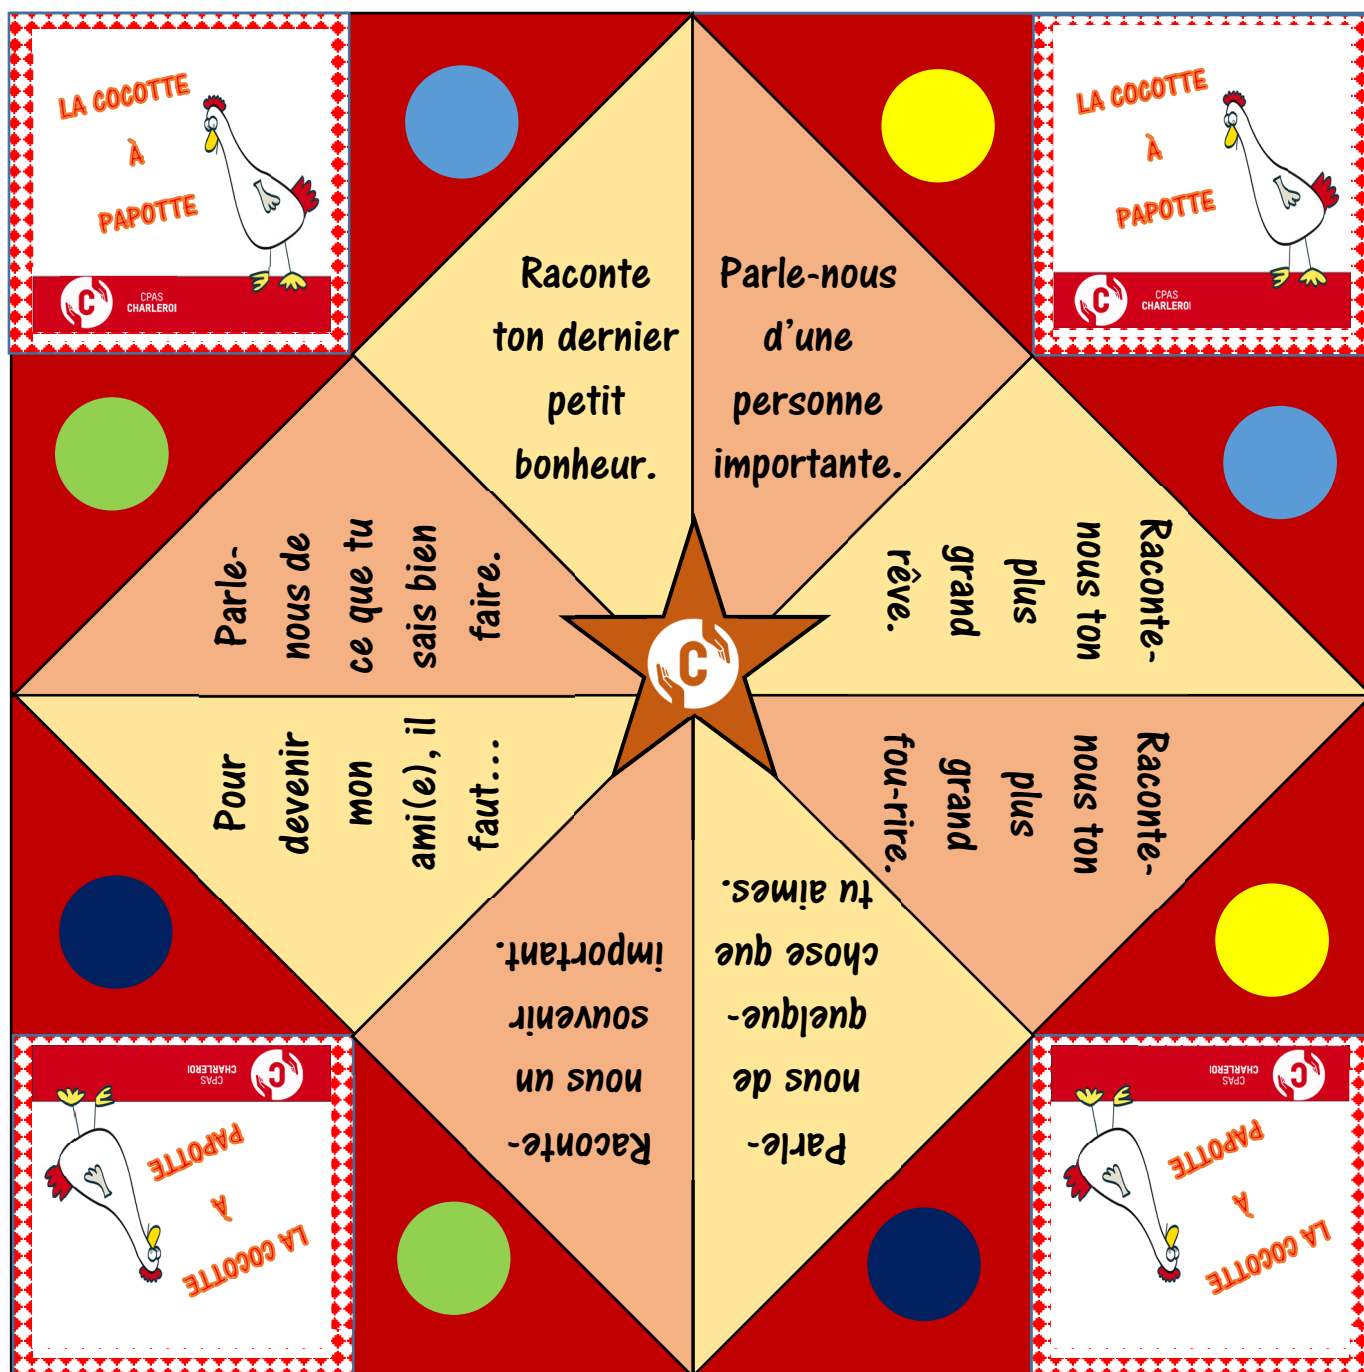 LA COCOTTE
À
PAPOTTE
C
CPAS
CHARLEROI
LA COCOTTE
À
PAPOTTE
C
CPAS
CHARLEROI
Raconte
ton dernier
petit
bonheur.
Parle-nous
d'une
personne
importante.
Parle-
nous de
ce que tu
sais bien
faire.
Raconte-
nous ton
plus
grand
rêve.
C
Pour
devenir
mon
ami(e), il
faut...
Raconte-
nous ton
plus
grand
fou-rire.
Raconte-
nous un
souvenir
important.
Parle-
nous de
quelque-
chose que
tu aimes.
LA COCOTTE
À
PAPOTTE
C
CPAS
CHARLEROI
LA COCOTTE
À
PAPOTTE
C
CPAS
CHARLEROI